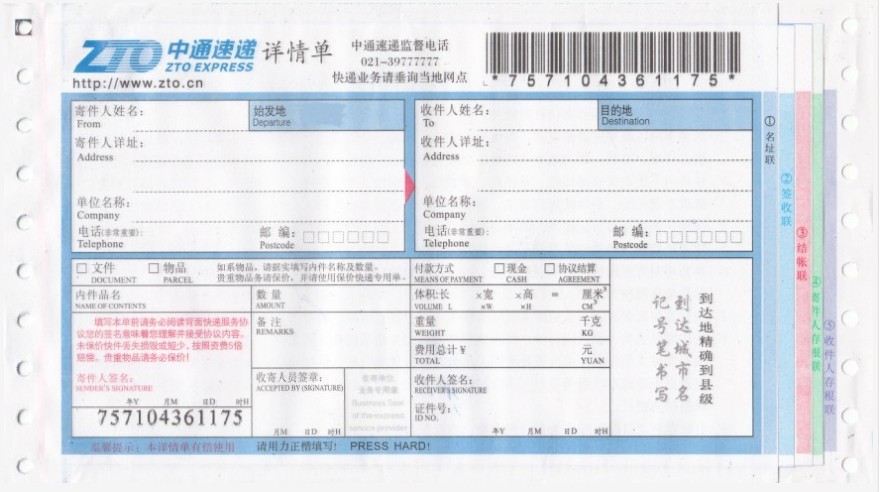 ZTO 中通速递 详情单
ZTO EXPRESS
http://www.zto.cn
中通速递监督电话
021-39777777
快递业务请垂询当地网点
*757104361175*
寄件人姓名:
From
始发地
Departure
寄件人详址:
Address
单位名称:
Company
电话(非常重要):
Telephone
邮 编:
Postcode
收件人姓名:
To
目的地
Destination
收件人详址:
Address
单位名称:
Company
电话(非常重要):
Telephone
邮 编:
Postcode
文件
DOCUMENT
物品
PARCEL
如系物品,请据实填写内件名称及数量。
贵重物品务请保价,并请使用保价快递专用单。
付款方式
MEANS OF PAYMENT
现金
CASH
协议结算
AGREEMENT
内件品名
NAME OF CONTENTS
数 量
AMOUNT
体积:长 ×宽 ×高 = 厘米³
VOLUME L ×W ×H CM³
填写本单前请务必阅读背面快递服务协
议您的签名意味着您理解并接受协议内容。
未保价快件丢失损毁或短少,按照资费5倍
赔偿。贵重物品请务必保价!
备 注
REMARKS
重量 千克
WEIGHT KG
费用总计¥ 元
TOTAL YUAN
寄件人签名:
SENDER'S SIGNATURE
年Y 月M 日D 时H
757104361175
收寄人员签章:
ACCEPTED BY (SIGNATURE)
月M 日D 时H
收寄单位
业务专用章
Business Seal
of the express
service provider
收件人签名:
RECEIVER'S SIGNATURE
证件号:
ID NO.
年Y 月M 日D 时H
到达地精确到县级
到达城市名
记号笔书写
温馨提示:本详情单有偿使用 请用力正楷填写! PRESS HARD!
①名址联
②签收联
③结帐联
④寄件人存根联
⑤收件人存根联